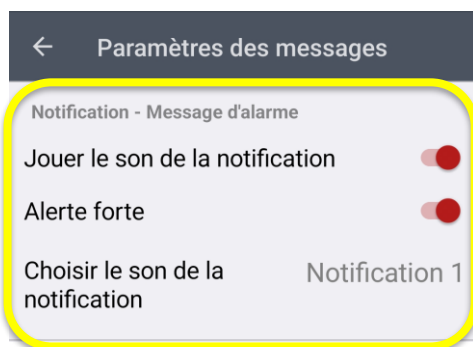 Paramètres des messages
Notification - Message d'alarme
Jouer le son de la notification
Alerte forte
Choisir le son de la
notification
Notification 1